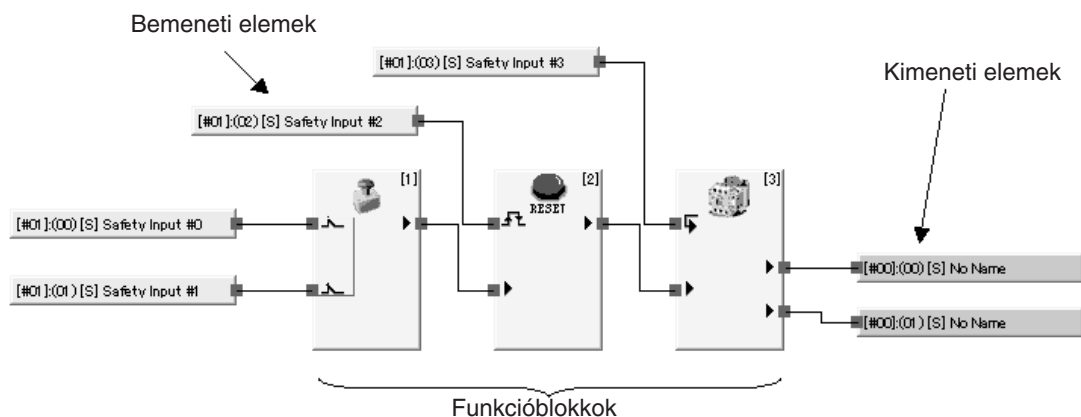 Bemeneti elemek
[#01]:(03) [S] Safety Input #3
Kimeneti elemek
[#01]:(02) [S] Safety Input #2
[1]
[2]
[3]
RESET
[#01]:(00) [S] Safety Input #0
[#00]:(00) [S] No Name
[#01]:(01) [S] Safety Input #1
[#00]:(01) [S] No Name
Funkcióblokkok